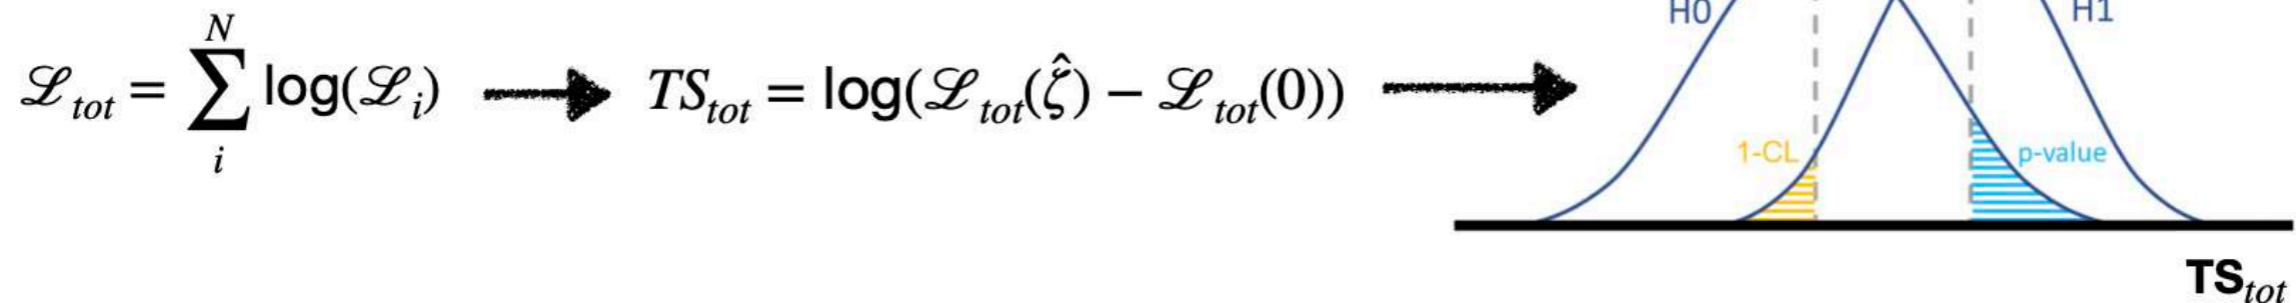 ℒ_tot = ∑_i^N log(ℒ_i) → TS_tot = log(ℒ_tot(ζ̂) − ℒ_tot(0)) →
H0 H1
1-CL p-value
TS_tot